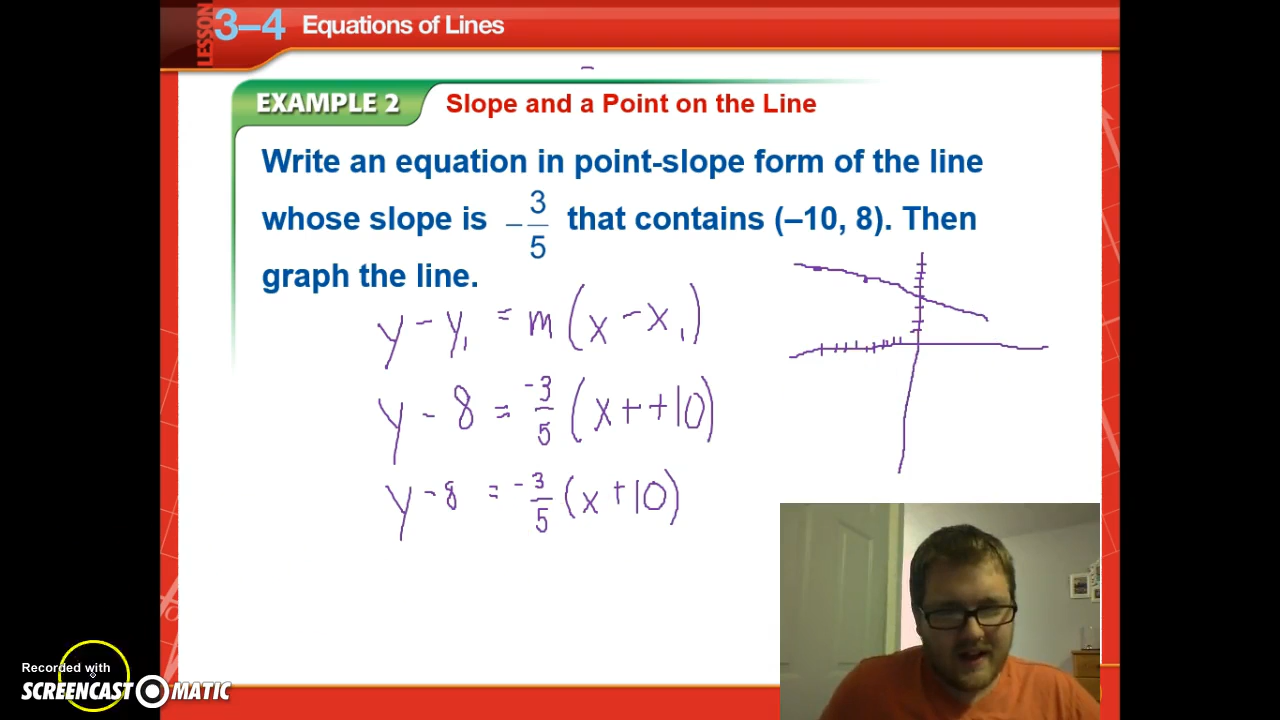 LESSON 3–4 Equations of Lines
EXAMPLE 2 Slope and a Point on the Line
Write an equation in point-slope form of the line
whose slope is -3/5 that contains (–10, 8). Then
graph the line.
y - y₁ = m(x - x₁)
y - 8 = -3/5 (x + +10)
y - 8 = -3/5 (x + 10)
Recorded with
SCREENCAST O MATIC